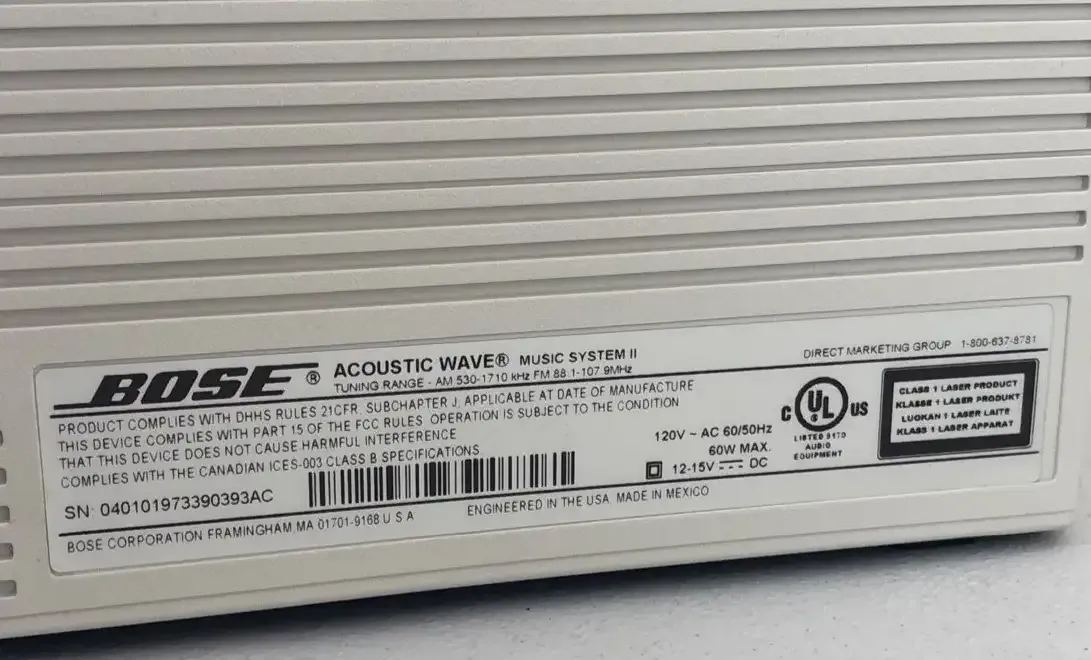 BOSE® ACOUSTIC WAVE® MUSIC SYSTEM II
TUNING RANGE - AM 530-1710 kHz FM 88.1-107.9MHz
DIRECT MARKETING GROUP 1-800-637-8781
PRODUCT COMPLIES WITH DHHS RULES 21CFR, SUBCHAPTER J, APPLICABLE AT DATE OF MANUFACTURE
THIS DEVICE COMPLIES WITH PART 15 OF THE FCC RULES OPERATION IS SUBJECT TO THE CONDITION
THAT THIS DEVICE DOES NOT CAUSE HARMFUL INTERFERENCE
COMPLIES WITH THE CANADIAN ICES-003 CLASS B SPECIFICATIONS
SN: 040101973390393AC
BOSE CORPORATION FRAMINGHAM, MA 01701-9168 U S A
ENGINEERED IN THE USA. MADE IN MEXICO
120V ~ AC 60/50Hz
60W MAX.
12-15V DC
C UL US
LISTED 9170
AUDIO
EQUIPMENT
CLASS 1 LASER PRODUCT
KLASSE 1 LASER PRODUKT
LUOKAN 1 LASER LAITE
KLASS 1 LASER APPARAT